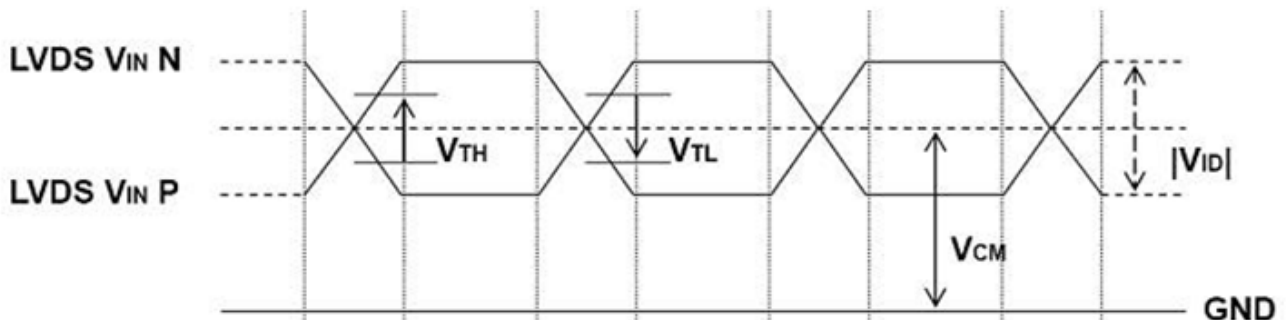 LVDS VIN N
VTH
VTL
|VID|
LVDS VIN P
VCM
GND